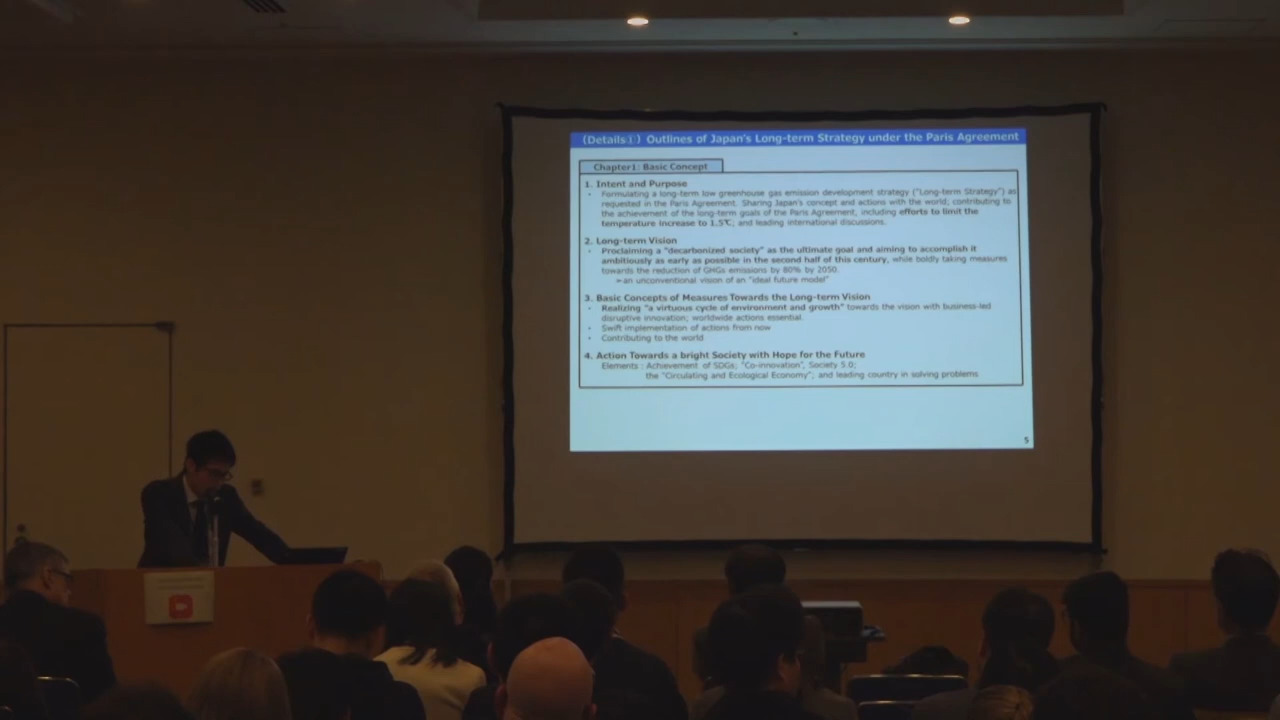 (Details①) Outlines of Japan's Long-term Strategy under the Paris Agreement
Chapter1: Basic Concept
1. Intent and Purpose
・ Formulating a long-term low greenhouse gas emission development strategy ("Long-term Strategy") as
requested in the Paris Agreement. Sharing Japan's concept and actions with the world; contributing to
the achievement of the long-term goals of the Paris Agreement, including efforts to limit the
temperature increase to 1.5℃; and leading international discussions.
2. Long-term Vision
・ Proclaiming a "decarbonized society" as the ultimate goal and aiming to accomplish it
ambitiously as early as possible in the second half of this century, while boldly taking measures
towards the reduction of GHGs emissions by 80% by 2050.
➢an unconventional vision of an "ideal future model"
3. Basic Concepts of Measures Towards the Long-term Vision
・ Realizing "a virtuous cycle of environment and growth" towards the vision with business-led
disruptive innovation; worldwide actions essential.
・ Swift implementation of actions from now
・ Contributing to the world
4. Action Towards a bright Society with Hope for the Future
Elements : Achievement of SDGs; "Co-innovation", Society 5.0;
the "Circulating and Ecological Economy"; and leading country in solving problems
5